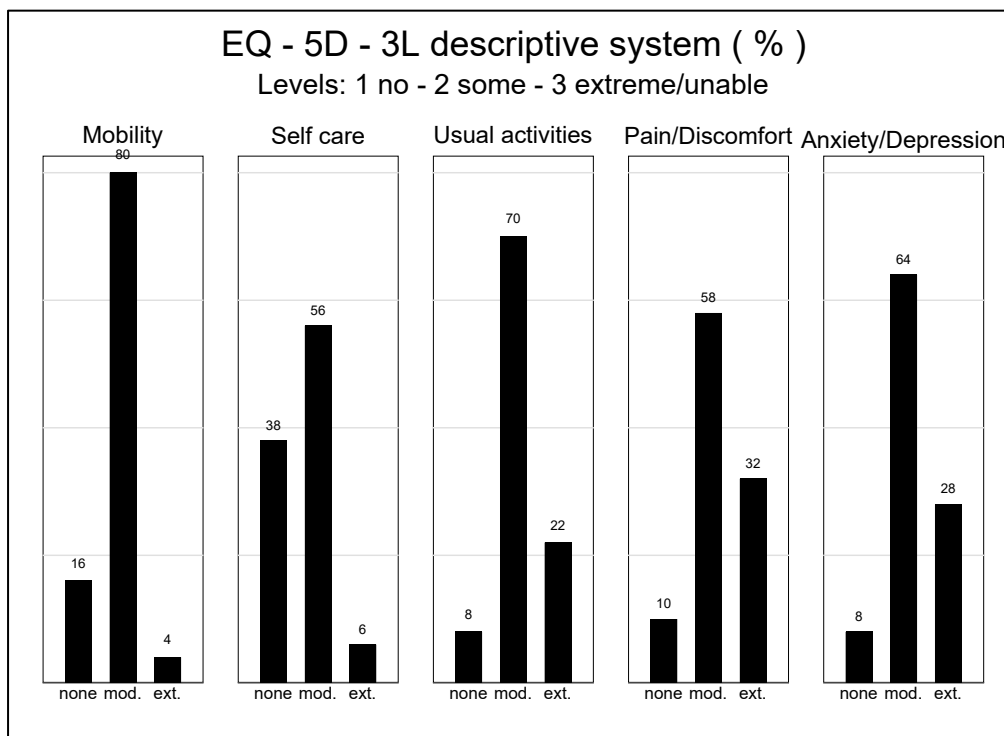 EQ - 5D - 3L descriptive system ( % )
Levels: 1 no - 2 some - 3 extreme/unable
Mobility
80
16
4
none mod. ext.
Self care
38
56
6
none mod. ext.
Usual activities
8
70
22
none mod. ext.
Pain/Discomfort
10
58
32
none mod. ext.
Anxiety/Depression
8
64
28
none mod. ext.